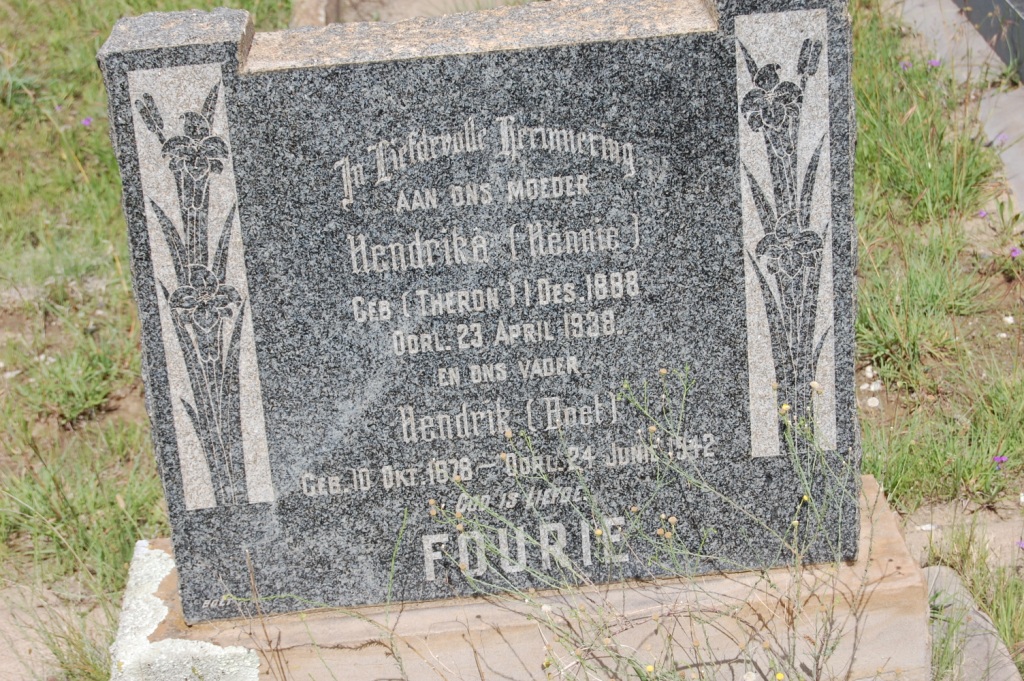 In Liefdevolle Herinnering
AAN ONS MOEDER
Hendrika (Hennie)
GEB (THERON) 1 DES. 1888
OORL. 23 APRIL 1938.
EN ONS VADER
Hendrik (Boet)
GEB. 10 OKT. 1878 – OORL. 24 JUNIE 1942
GOD IS LIEFDE
FOURIE